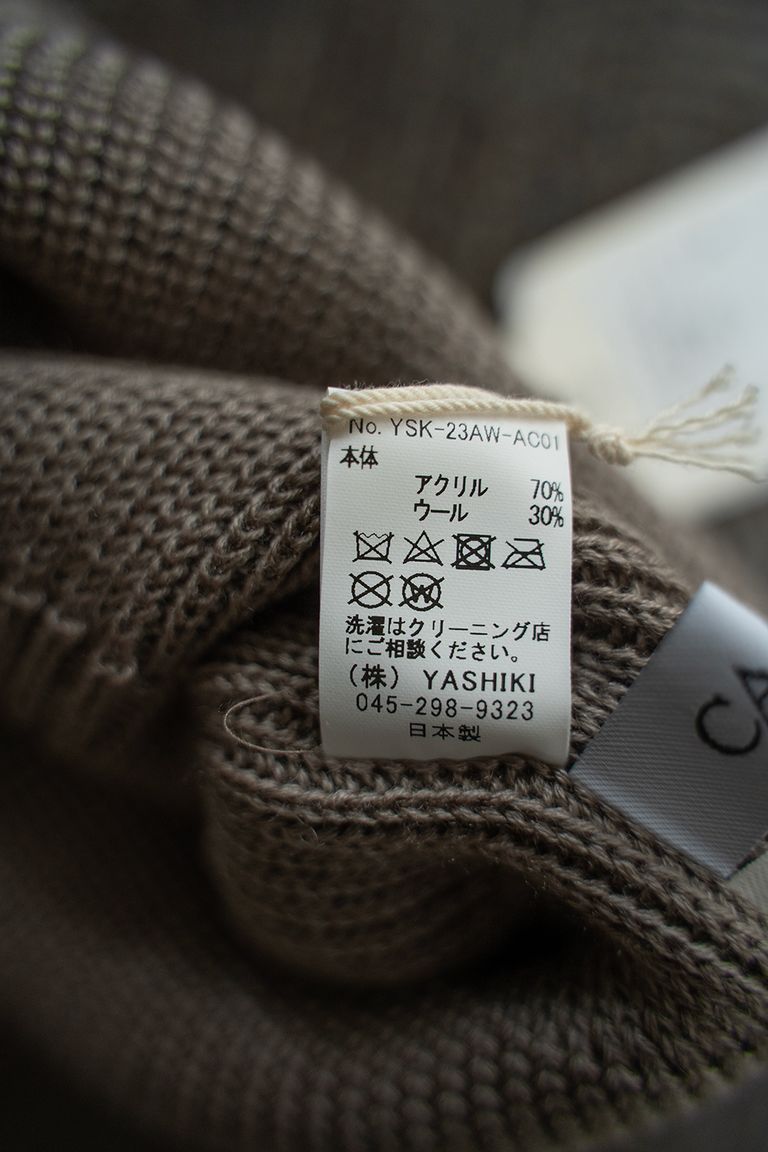 No. YSK-23AW-AC01
本体
アクリル 70%
ウール 30%
W
洗濯はクリーニング店
にご相談ください。
(株) YASHIKI
045-298-9323
日本製
CA